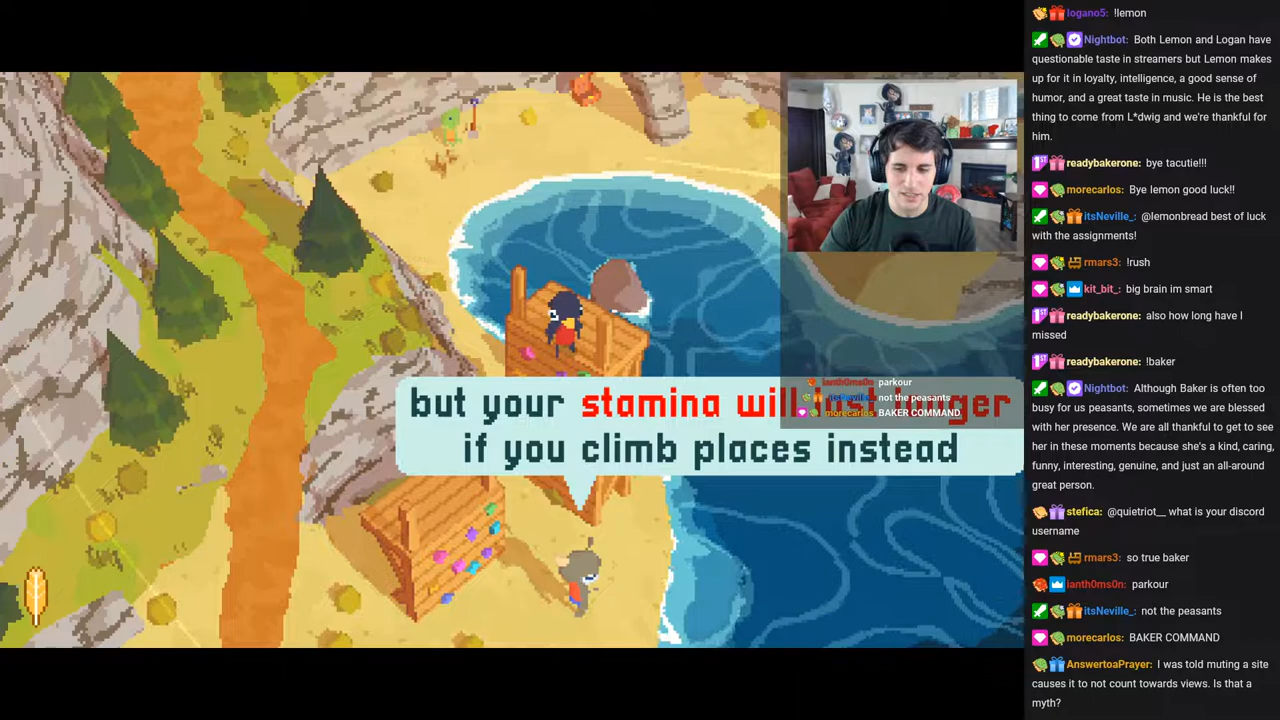 but your stamina will just longer
if you climb places instead
ianth0ms0n parkour
itsNeville_: not the peasants
morecarlos BAKER COMMAND
logano5: !lemon
Nightbot: Both Lemon and Logan have
questionable taste in streamers but Lemon makes
up for it in loyalty, intelligence, a good sense of
humor, and a great taste in music. He is the best
thing to come from L*dwig and we're thankful for
him.
readybakerone: bye tacutie!!!
morecarlos: Bye lemon good luck!!
itsNeville_: @lemonbread best of luck
with the assignments!
rmars3: !rush
kit_bit_: big brain im smart
readybakerone: also how long have I
missed
readybakerone: !baker
Nightbot: Although Baker is often too
busy for us peasants, sometimes we are blessed
with her presence. We are all thankful to get to see
her in these moments because she's a kind, caring,
funny, interesting, genuine, and just an all-around
great person.
stefica: @quietriot__ what is your discord
username
rmars3: so true baker
ianth0ms0n: parkour
itsNeville_: not the peasants
morecarlos: BAKER COMMAND
AnswertoaPrayer: I was told muting a site
causes it to not count towards views. Is that a
myth?